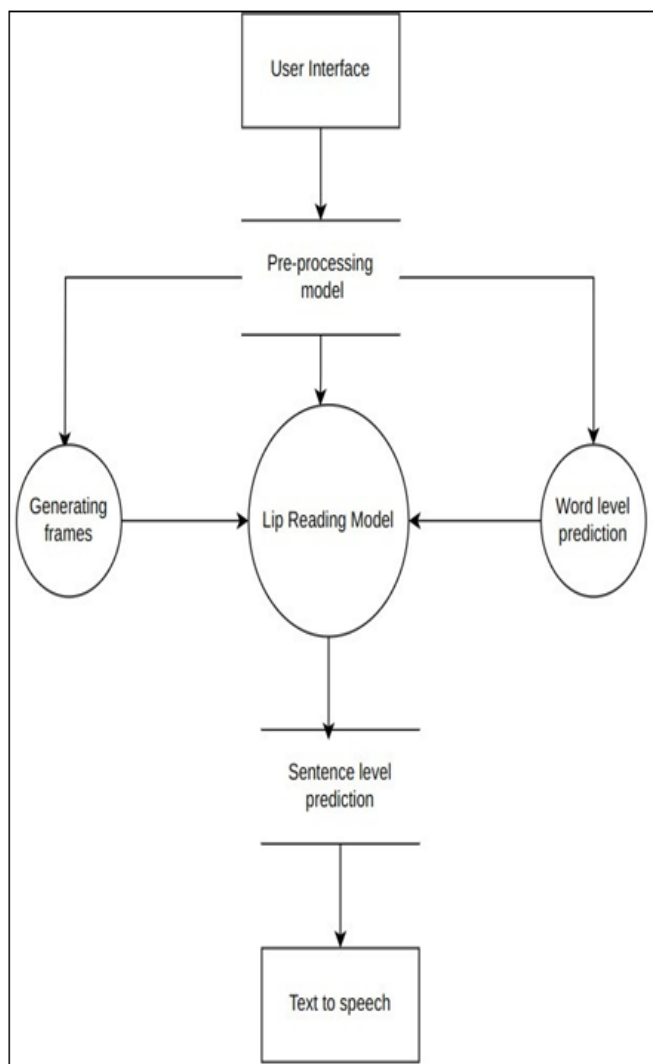 User Interface
Pre-processing
model
Generating
frames
Lip Reading Model
Word level
prediction
Sentence level
prediction
Text to speech